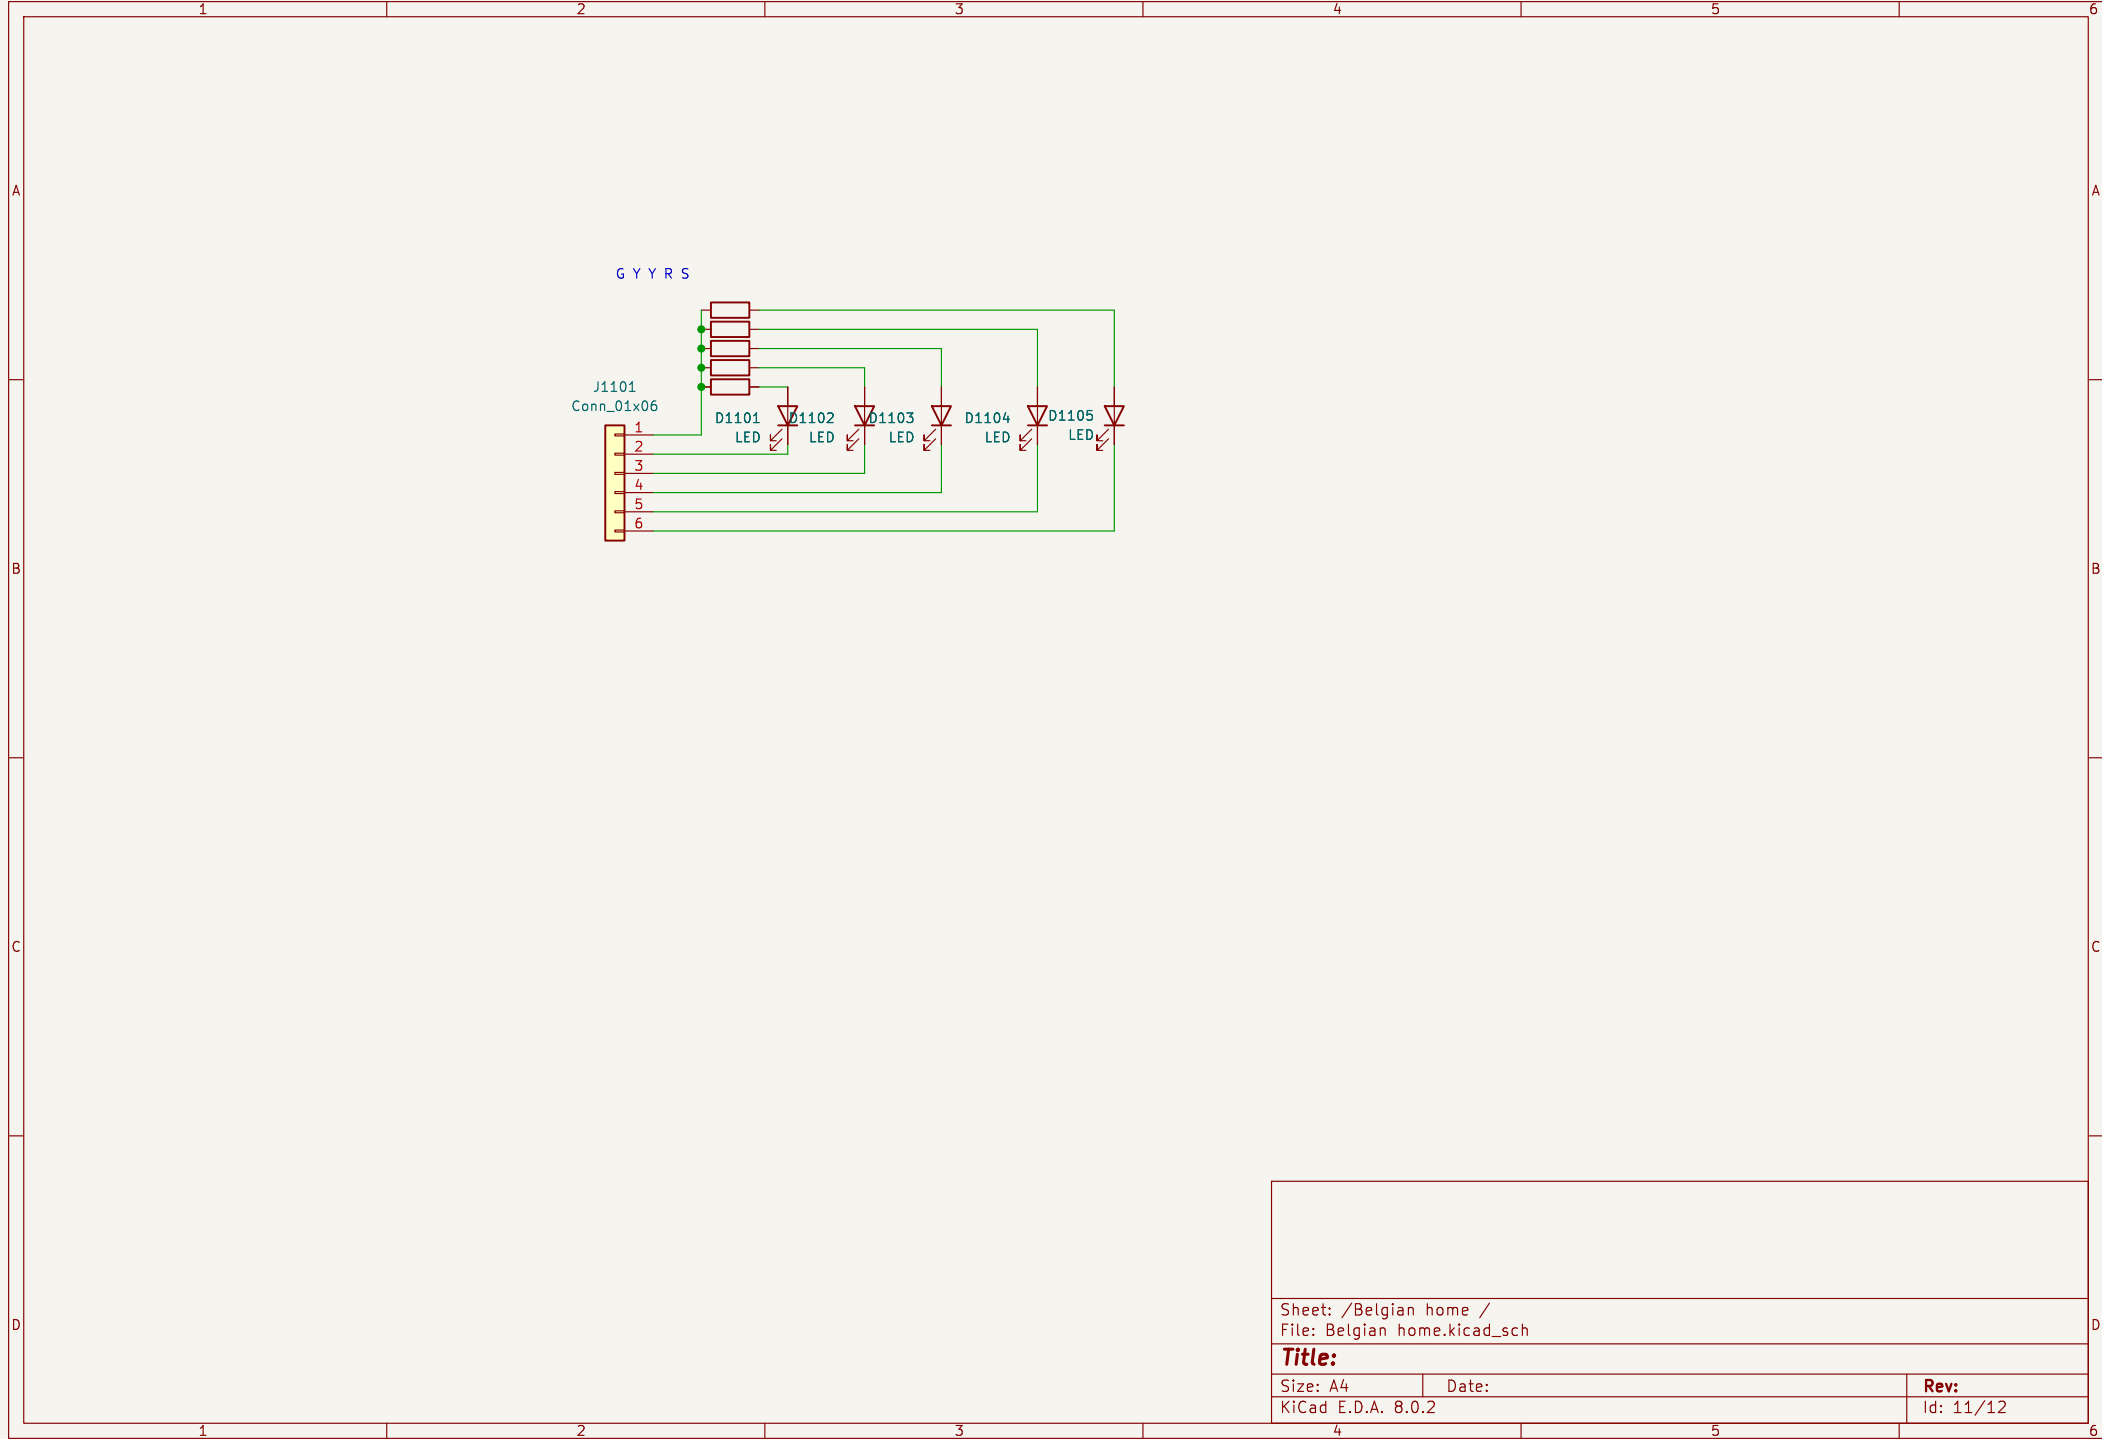 1 2 3 4 5 6
A A
G Y Y R S
J1101
Conn_01x06
D1101 D1102 D1103 D1104 D1105
LED LED LED LED LED
1
2
3
4
5
6
B B
C C
Sheet: /Belgian home /
File: Belgian home.kicad_sch
D D
Title:
Size: A4 Date: Rev:
KiCad E.D.A. 8.0.2 Id: 11/12
1 2 3 4 5 6